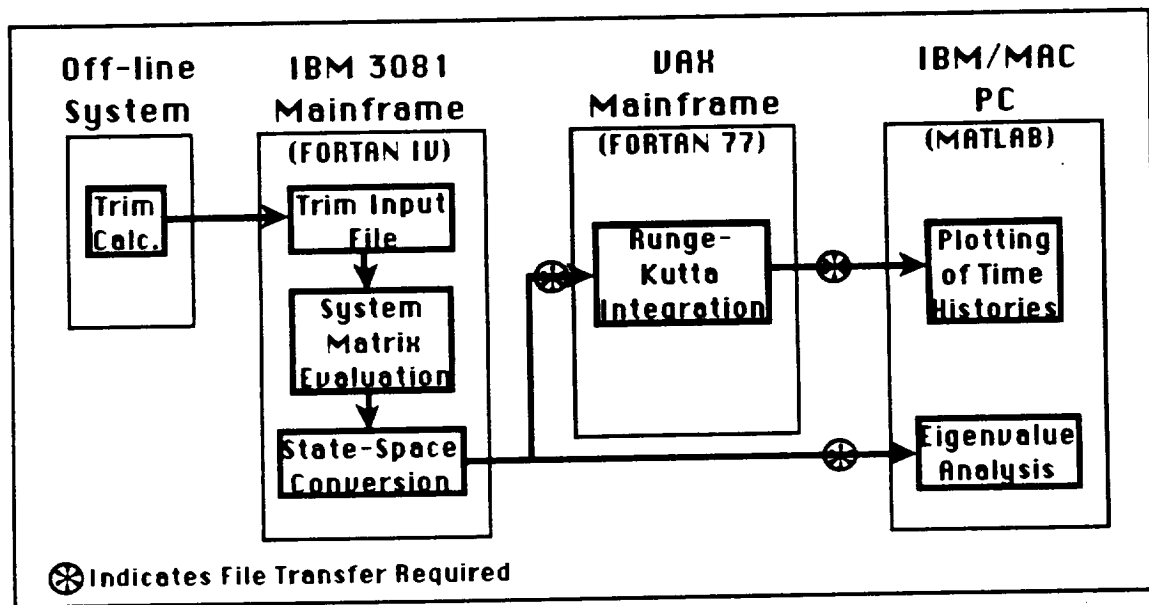 Off-line
System
Trim
Calc.
IBM 3081
Mainframe
(FORTAN IV)
Trim Input
File
System
Matrix
Evaluation
State-Space
Conversion
VAX
Mainframe
(FORTAN 77)
Runge-
Kutta
Integration
IBM/MAC
PC
(MATLAB)
Plotting
of Time
Histories
Eigenvalue
Analysis
Indicates File Transfer Required